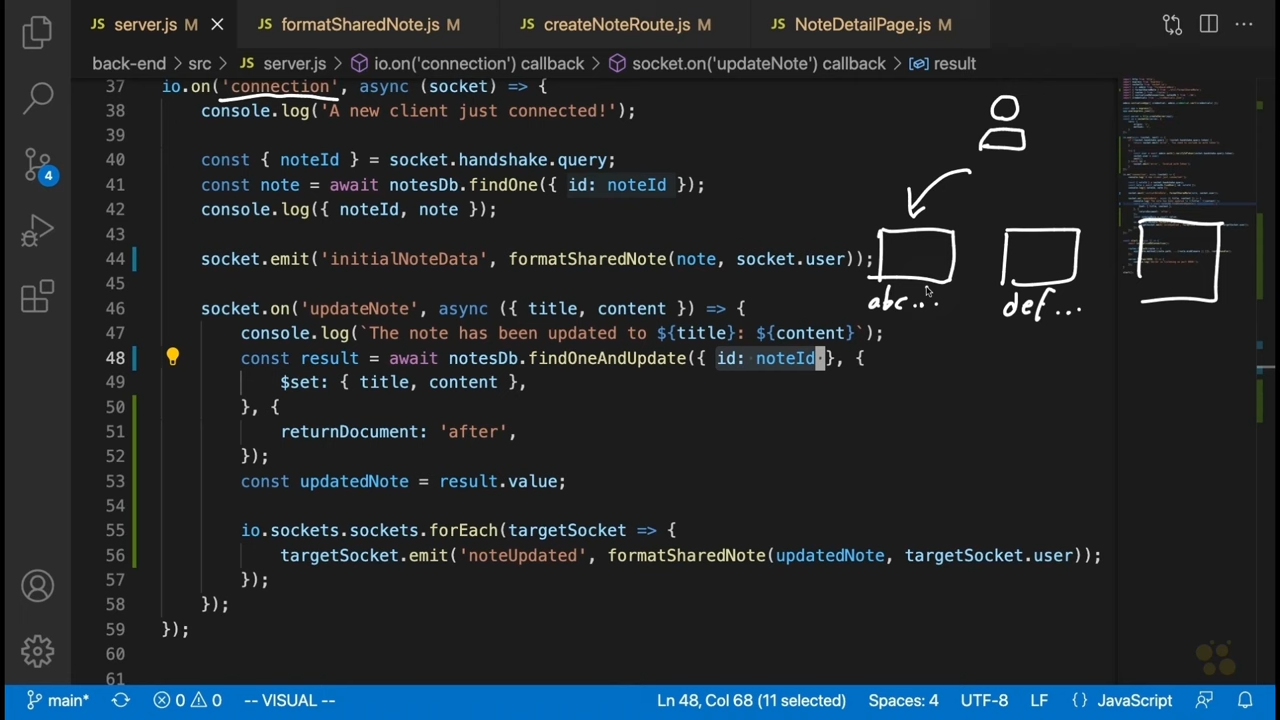 JS server.js M × JS formatSharedNote.js M JS createNoteRoute.js M JS NoteDetailPage.js M ···
back-end > src > JS server.js > io.on('connection') callback > socket.on('updateNote') callback > result
37 io.on('connection', async (socket) => {
38 console.log('A new client just connected!');
39
40 const { noteId } = socket.handshake.query;
41 const note = await notesDb.findOne({ id: noteId });
42 console.log({ noteId, note });
43
44 socket.emit('initialNoteData', formatSharedNote(note, socket.user));
45
46 socket.on('updateNote', async ({ title, content }) => {
47 console.log(`The note has been updated to ${title}: ${content}`);
48 const result = await notesDb.findOneAndUpdate({ id: noteId }, {
49 $set: { title, content },
50 }, {
51 returnDocument: 'after',
52 });
53 const updatedNote = result.value;
54
55 io.sockets.sockets.forEach(targetSocket => {
56 targetSocket.emit('noteUpdated', formatSharedNote(updatedNote, targetSocket.user));
57 });
58 });
59 });
60
61
abc... def...
4
main* 0 0 -- VISUAL -- Ln 48, Col 68 (11 selected) Spaces: 4 UTF-8 LF {} JavaScript